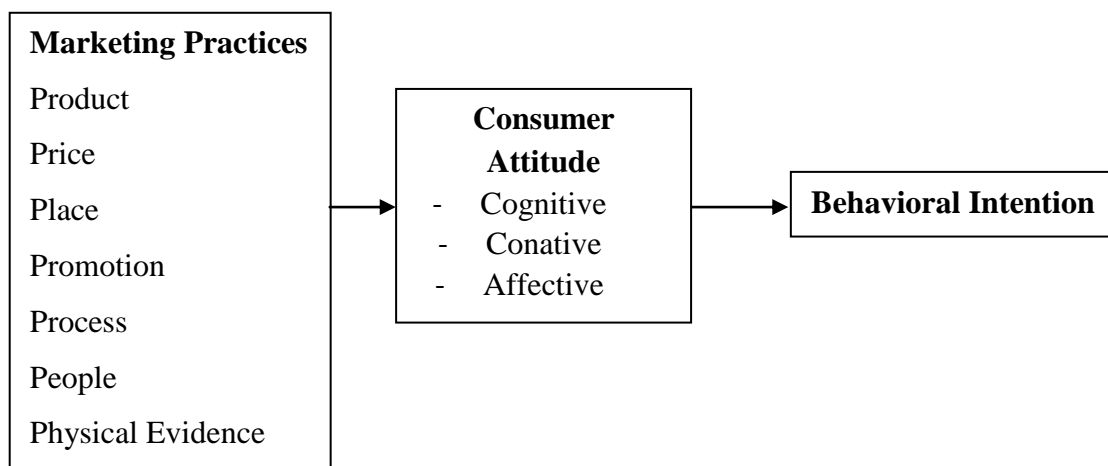 Marketing Practices
Product
Price
Place
Promotion
Process
People
Physical Evidence
Consumer
Attitude
- Cognitive
- Conative
- Affective
Behavioral Intention